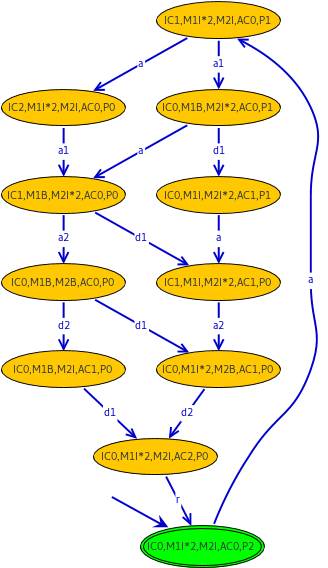 IC1,M1I*2,M2I,AC0,P1
a
a1
IC2,M1I*2,M2I,AC0,P0
IC0,M1B,M2I*2,AC0,P1
a1
a
d1
IC1,M1B,M2I*2,AC0,P0
IC0,M1I,M2I*2,AC1,P1
a2
d1
a
IC0,M1B,M2B,AC0,P0
IC1,M1I,M2I*2,AC1,P0
a
d2
d1
a2
IC0,M1B,M2I,AC1,P0
IC0,M1I*2,M2B,AC1,P0
d1
d2
IC0,M1I*2,M2I,AC2,P0
r
IC0,M1I*2,M2I,AC0,P2